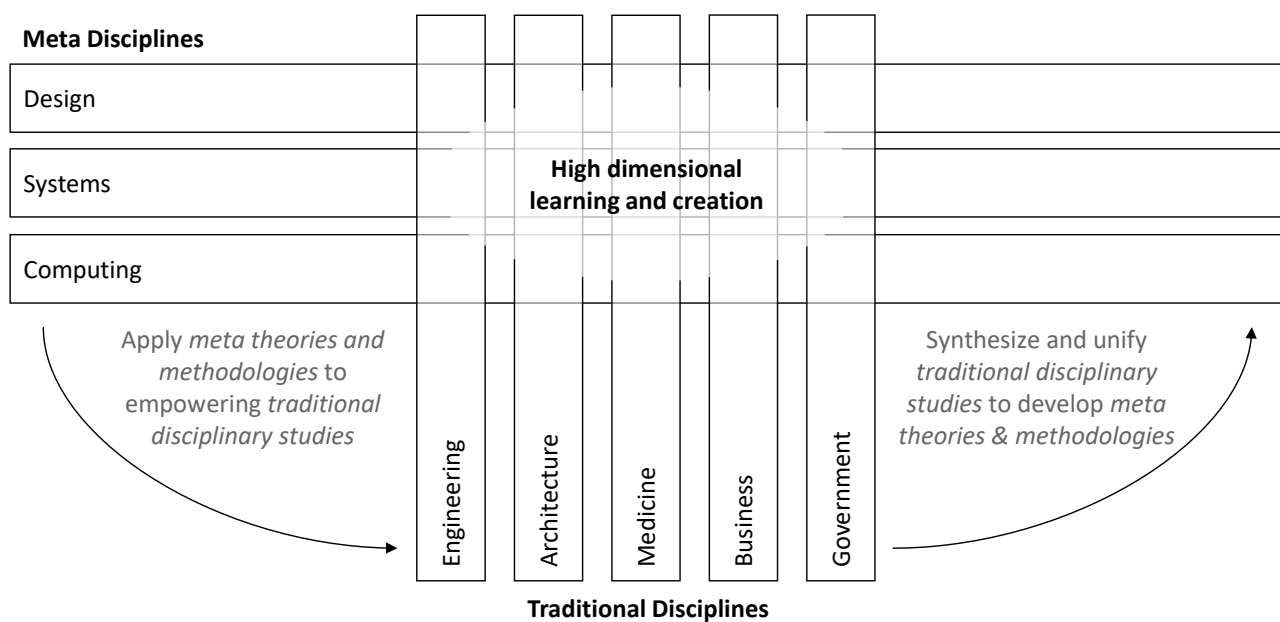 Meta Disciplines
Design
Systems
Computing
High dimensional
learning and creation
Apply meta theories and
methodologies to
empowering traditional
disciplinary studies
Synthesize and unify
traditional disciplinary
studies to develop meta
theories & methodologies
Engineering
Architecture
Medicine
Business
Government
Traditional Disciplines